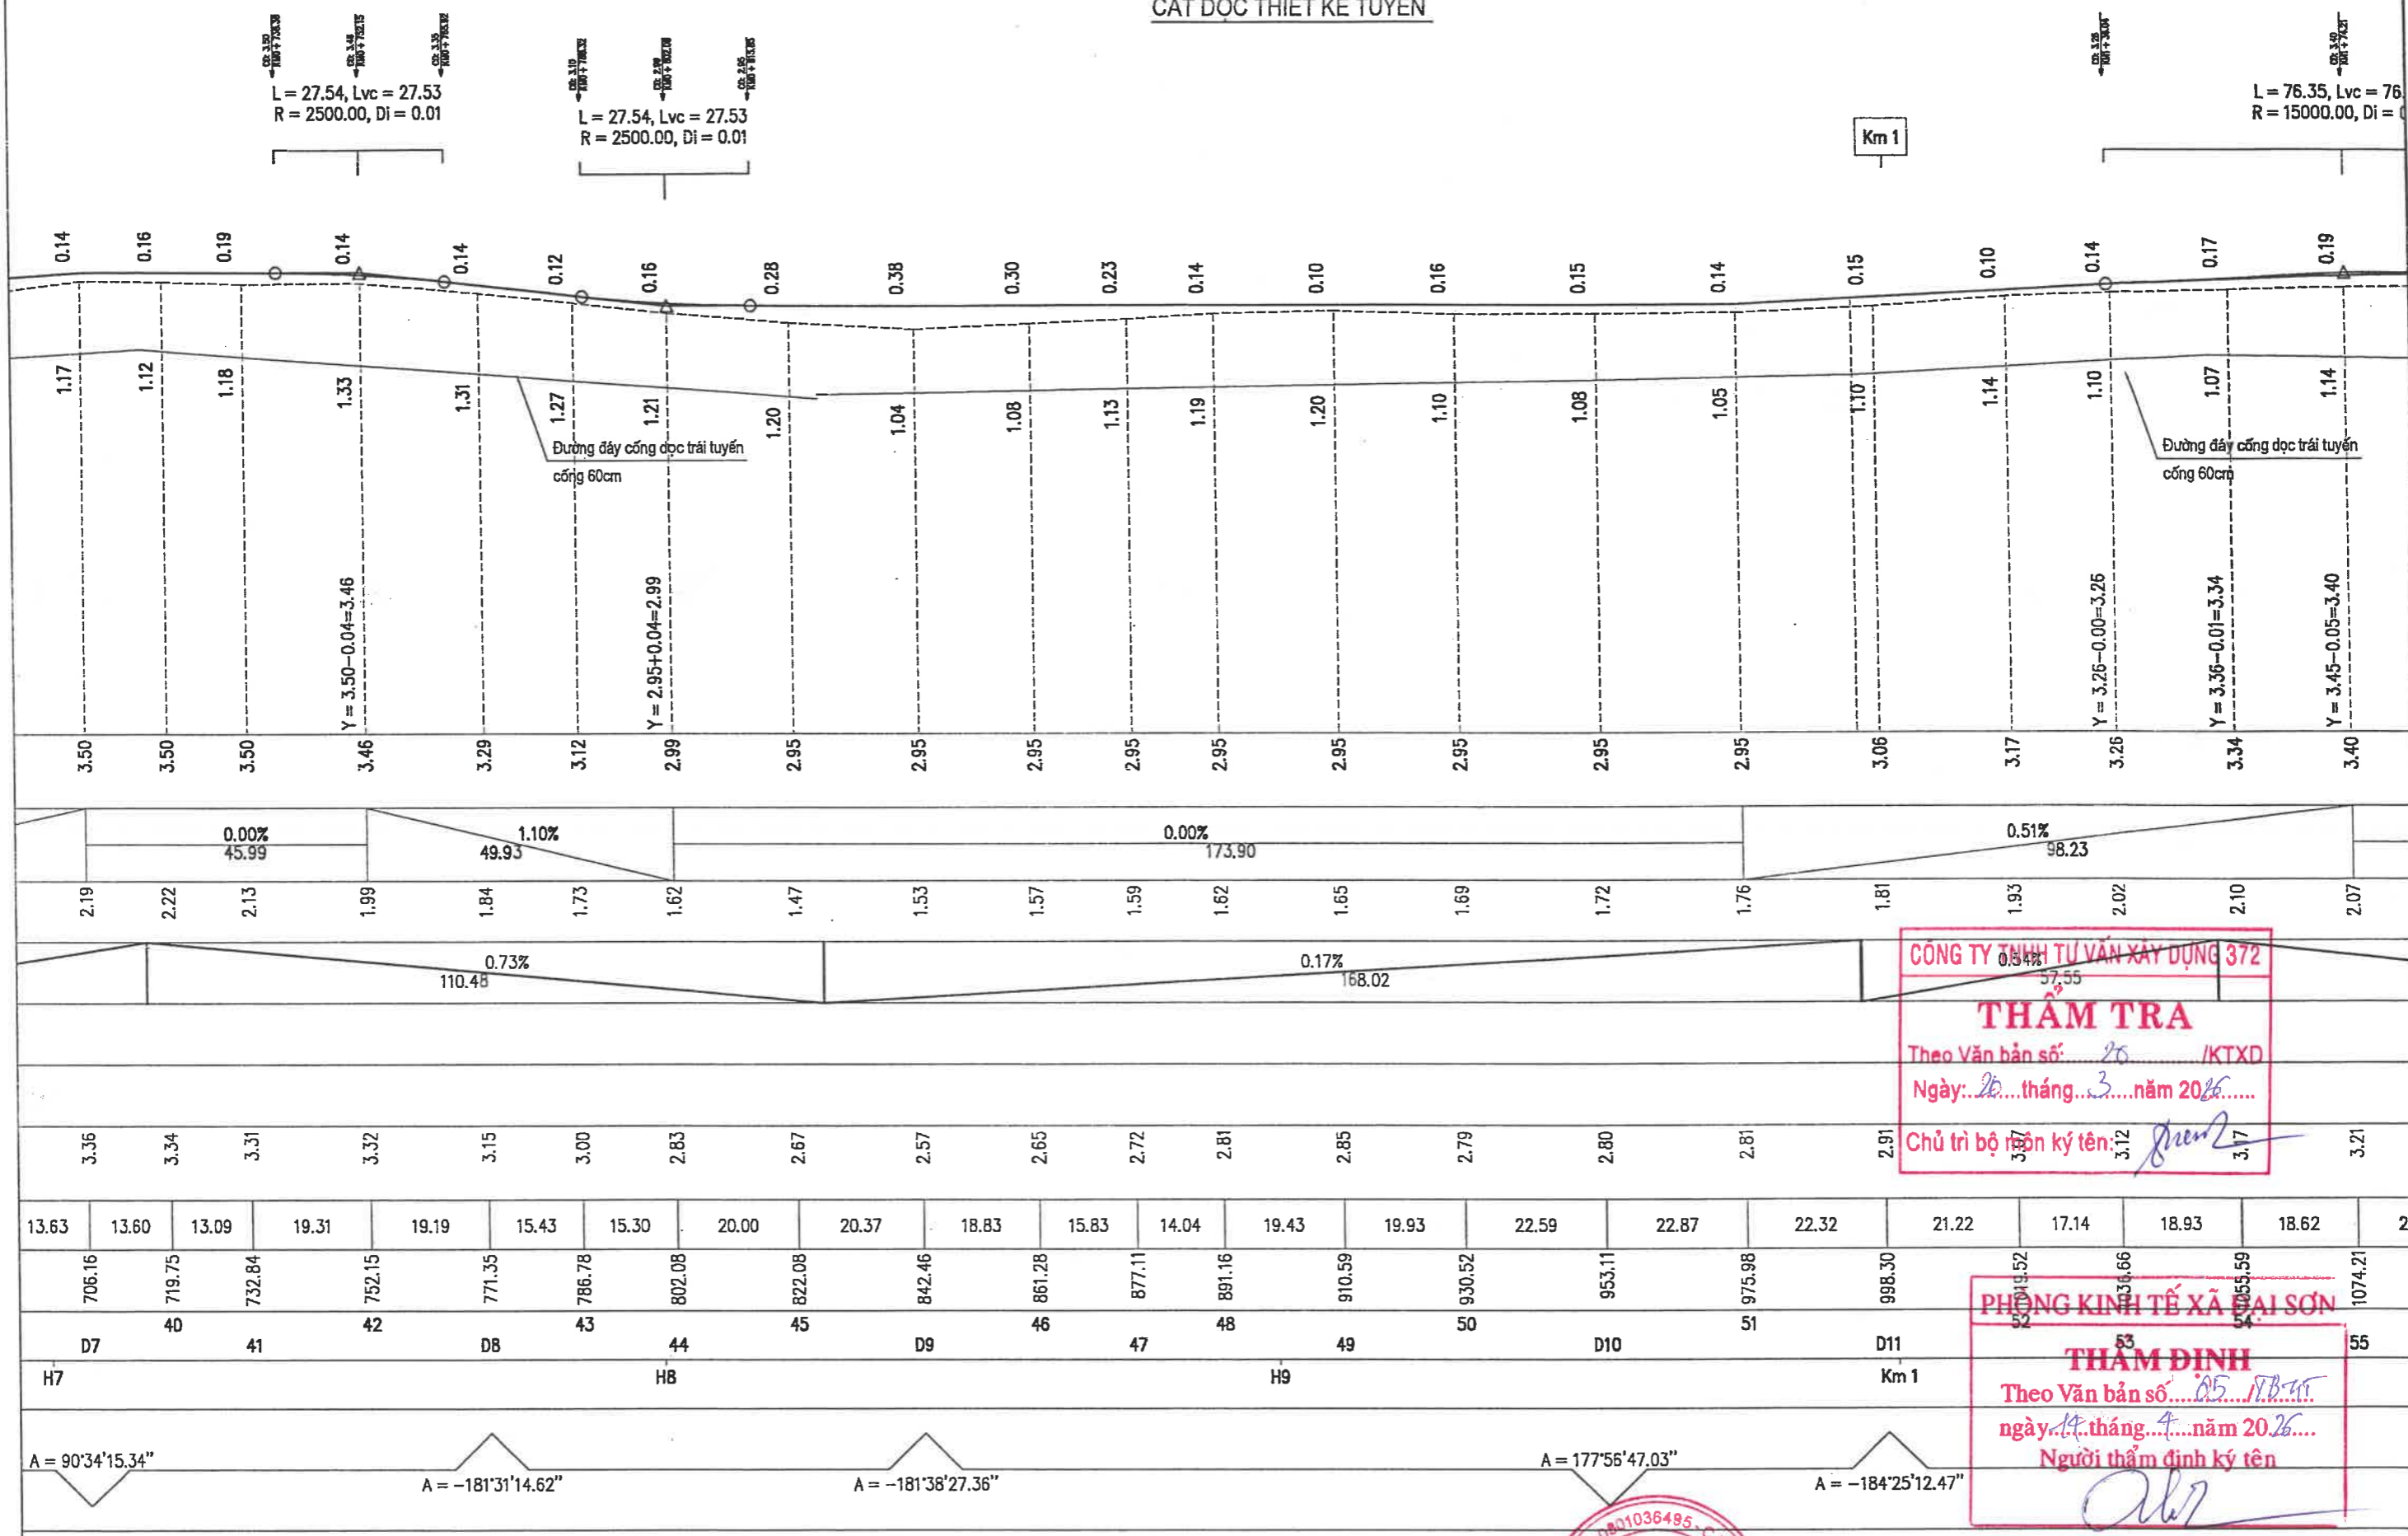 CẮT DỌC THIẾT KẾ TUYẾN
L = 27.54, Lvc = 27.53
R = 2500.00, Di = 0.01
L = 27.54, Lvc = 27.53
R = 2500.00, Di = 0.01
Km 1
L = 76.35, Lvc = 76.
R = 15000.00, Di =
0.14 0.16 0.19 0.14 0.14 0.12 0.16 0.28 0.38 0.30 0.23 0.14 0.10 0.16 0.15 0.14 0.15 0.10 0.14 0.17 0.19
1.17 1.12 1.18 1.33 1.31 1.27 1.21 1.20 1.04 1.08 1.13 1.19 1.20 1.10 1.08 1.05 1.10 1.14 1.10 1.07 1.14
Đường đáy cống dọc trái tuyến
cống 60cm
Đường đáy cống dọc trái tuyến
cống 60cm
Y = 3.50-0.04=3.46
Y = 2.95+0.04=2.99
Y = 3.26-0.00=3.26
Y = 3.36-0.01=3.34
Y = 3.45-0.05=3.40
3.50 3.50 3.50 3.46 3.29 3.12 2.99 2.95 2.95 2.95 2.95 2.95 2.95 2.95 2.95 2.95 3.06 3.17 3.26 3.34 3.40
0.00% 1.10% 0.00% 0.51%
45.99 49.93 173.90 98.23
2.19 2.22 2.13 1.99 1.84 1.73 1.62 1.47 1.53 1.57 1.59 1.62 1.65 1.69 1.72 1.76 1.81 1.93 2.02 2.10 2.07
0.73% 0.17% 0.54%
110.48 168.02 57.55
CÔNG TY TNHH TƯ VẤN XÂY DỰNG 372
THẨM TRA
Theo Văn bản số: 26 /KTXD
Ngày: 26 tháng 3 năm 2026
Chủ trì bộ môn ký tên:
3.36 3.34 3.31 3.32 3.15 3.00 2.83 2.67 2.57 2.65 2.72 2.81 2.85 2.79 2.80 2.81 2.91 3.07 3.12 3.17 3.21
13.63 13.60 13.09 19.31 19.19 15.43 15.30 20.00 20.37 18.83 15.83 14.04 19.43 19.93 22.59 22.87 22.32 21.22 17.14 18.93 18.62 2
706.16 719.75 732.84 752.15 771.35 786.78 802.08 822.08 842.46 861.28 877.11 891.16 910.59 930.52 953.11 975.98 998.30 1019.52 1036.66 1055.59 1074.21
D7 40 41 42 D8 43 44 45 D9 46 47 48 49 50 D10 51 D11 52 53 54 55
H7 H8 H9 Km 1
PHÒNG KINH TẾ XÃ ĐẠI SƠN
THẨM ĐỊNH
Theo Văn bản số 05
ngày 14 tháng 4 năm 2026
Người thẩm định ký tên
A = 90°34'15.34"
A = -181°31'14.62"
A = -181°38'27.36"
A = 177°56'47.03"
A = -184°25'12.47"
0801036495